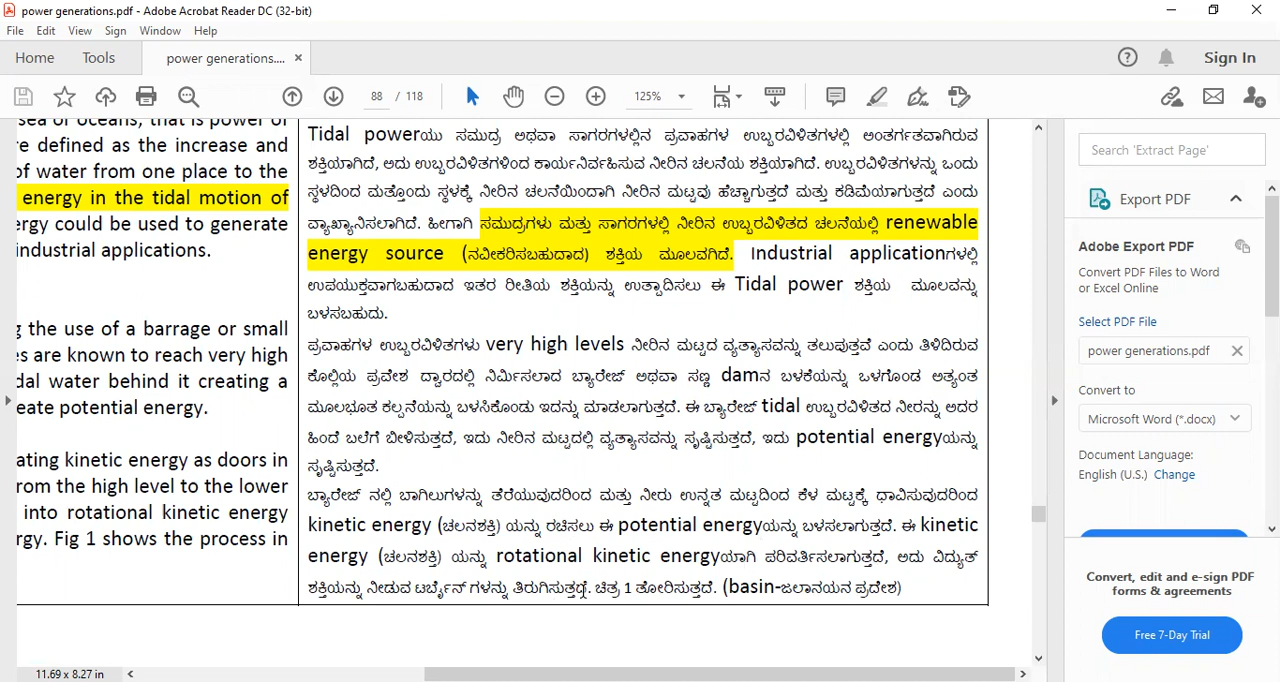 power generations.pdf - Adobe Acrobat Reader DC (32-bit)
File Edit View Sign Window Help
Home Tools power generations.... × Sign In
88 / 118 125%
sea or oceans, that is power of
re defined as the increase and
of water from one place to the
energy in the tidal motion of
ergy could be used to generate
industrial applications.
g the use of a barrage or small
es are known to reach very high
dal water behind it creating a
eate potential energy.
ating kinetic energy as doors in
rom the high level to the lower
into rotational kinetic energy
rgy. Fig 1 shows the process in
Tidal powerಯು ಸಮುದ್ರ ಅಥವಾ ಸಾಗರಗಳಲ್ಲಿನ ಪ್ರವಾಹಗಳ ಉಬ್ಬರವಿಳಿತಗಳಲ್ಲಿ ಅಂತರ್ಗತವಾಗಿರುವ
ಶಕ್ತಿಯಾಗಿದೆ, ಅದು ಉಬ್ಬರವಿಳಿತಗಳಿಂದ ಕಾರ್ಯನಿರ್ವಹಿಸುವ ನೀರಿನ ಚಲನೆಯ ಶಕ್ತಿಯಾಗಿದೆ. ಉಬ್ಬರವಿಳಿತಗಳನ್ನು ಒಂದು
ಸ್ಥಳದಿಂದ ಮತ್ತೊಂದು ಸ್ಥಳಕ್ಕೆ ನೀರಿನ ಚಲನೆಯಿಂದಾಗಿ ನೀರಿನ ಮಟ್ಟವು ಹೆಚ್ಚಾಗುತ್ತದೆ ಮತ್ತು ಕಡಿಮೆಯಾಗುತ್ತದೆ ಎಂದು
ವ್ಯಾಖ್ಯಾನಿಸಲಾಗಿದೆ. ಹೀಗಾಗಿ ಸಮುದ್ರಗಳು ಮತ್ತು ಸಾಗರಗಳಲ್ಲಿ ನೀರಿನ ಉಬ್ಬರವಿಳಿತದ ಚಲನೆಯಲ್ಲಿ renewable
energy source (ನವೀಕರಿಸಬಹುದಾದ) ಶಕ್ತಿಯ ಮೂಲವಗಿದೆ. Industrial applicationಗಳಲ್ಲಿ
ಉಪಯುಕ್ತವಾಗಬಹುದಾದ ಇತರ ರೀತಿಯ ಶಕ್ತಿಯನ್ನು ಉತ್ಪಾದಿಸಲು ಈ Tidal power ಶಕ್ತಿಯ ಮೂಲವನ್ನು
ಬಳಸಬಹುದು.
ಪ್ರವಾಹಗಳ ಉಬ್ಬರವಿಳಿತಗಳು very high levels ನೀರಿನ ಮಟ್ಟದ ವ್ಯತ್ಯಾಸವನ್ನು ತಲುಪುತ್ತವೆ ಎಂದು ತಿಳಿದಿರುವ
ಕೊಲ್ಲಿಯ ಪ್ರವೇಶ ದ್ವಾರದಲ್ಲಿ ನಿರ್ಮಿಸಲಾದ ಬ್ಯಾರೇಜ್ ಅಥವಾ ಸಣ್ಣ damನ ಬಳಕೆಯನ್ನು ಒಳಗೊಂಡ ಅತ್ಯಂತ
ಮೂಲಭೂತ ಕಲ್ಪನೆಯನ್ನು ಬಳಸಿಕೊಂಡು ಇದನ್ನು ಮಾಡಲಾಗುತ್ತದೆ. ಈ ಬ್ಯಾರೇಜ್ tidal ಉಬ್ಬರವಿಳಿತದ ನೀರನ್ನು ಅದರ
ಹಿಂದೆ ಬಲೆಗೆ ಬೀಳಿಸುತ್ತದೆ, ಇದು ನೀರಿನ ಮಟ್ಟದಲ್ಲಿ ವ್ಯತ್ಯಾಸವನ್ನು ಸೃಷ್ಟಿಸುತ್ತದೆ, ಇದು potential energyಯನ್ನು
ಸೃಷ್ಟಿಸುತ್ತದೆ.
ಬ್ಯಾರೇಜ್ ನಲ್ಲಿ ಬಾಗಿಲುಗಳನ್ನು ತೆರೆಯುವುದರಿಂದ ಮತ್ತು ನೀರು ಉನ್ನತ ಮಟ್ಟದಿಂದ ಕೆಳ ಮಟ್ಟಕ್ಕೆ ಧಾವಿಸುವುದರಿಂದ
kinetic energy (ಚಲನಶಕ್ತಿ) ಯನ್ನು ರಚಿಸಲು ಈ potential energyಯನ್ನು ಬಳಸಲಾಗುತ್ತದೆ. ಈ kinetic
energy (ಚಲನಶಕ್ತಿ) ಯನ್ನು rotational kinetic energyಯಾಗಿ ಪರಿವರ್ತಿಸಲಾಗುತ್ತದೆ, ಅದು ವಿದ್ಯುತ್
ಶಕ್ತಿಯನ್ನು ನೀಡುವ ಟರ್ಬೈನ್ ಗಳನ್ನು ತಿರುಗಿಸುತ್ತದೆ. ಚಿತ್ರ 1 ತೋರಿಸುತ್ತದೆ. (basin-ಜಲಾನಯನ ಪ್ರದೇಶ)
Search 'Extract Page'
Export PDF
Adobe Export PDF
Convert PDF Files to Word
or Excel Online
Select PDF File
power generations.pdf ×
Convert to
Microsoft Word (*.docx)
Document Language:
English (U.S.) Change
Convert, edit and e-sign PDF
forms & agreements
Free 7-Day Trial
11.69 x 8.27 in